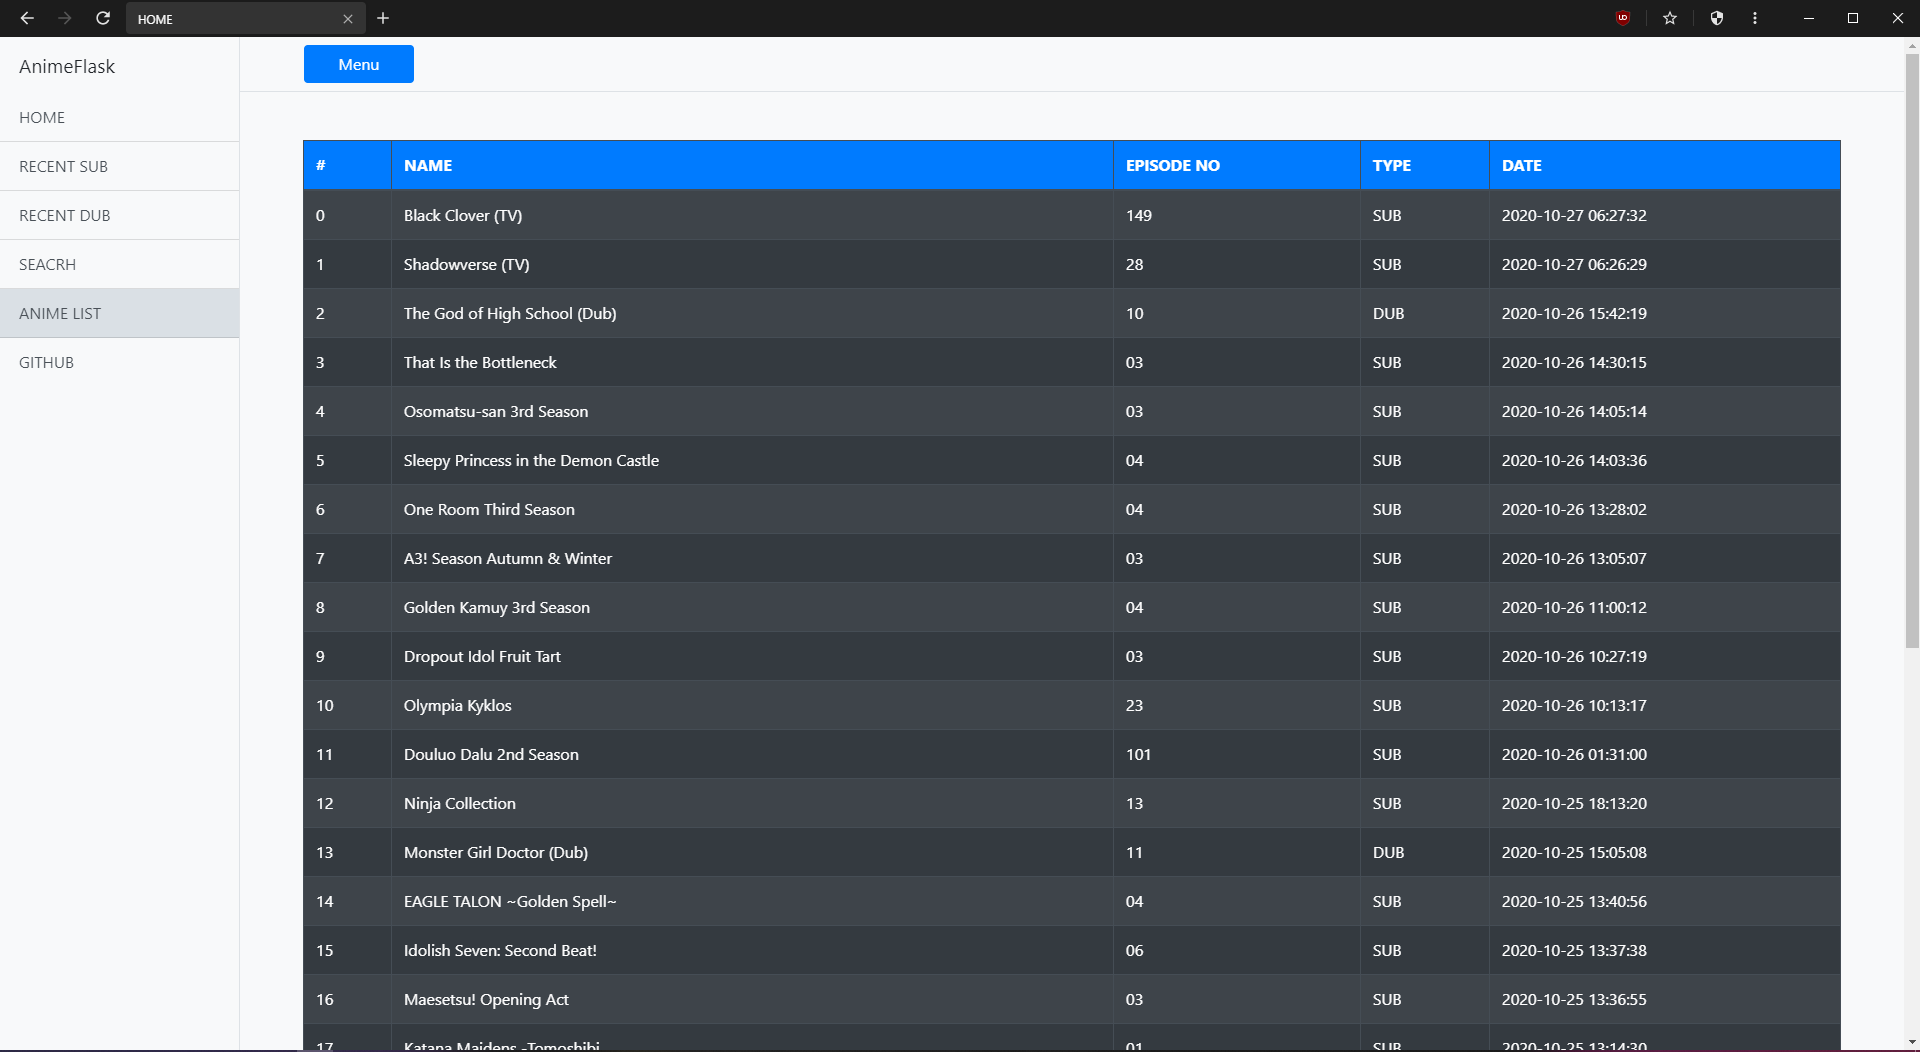 HOME
AnimeFlask
Menu
HOME
RECENT SUB
RECENT DUB
SEACRH
ANIME LIST
GITHUB
# NAME EPISODE NO TYPE DATE
0 Black Clover (TV) 149 SUB 2020-10-27 06:27:32
1 Shadowverse (TV) 28 SUB 2020-10-27 06:26:29
2 The God of High School (Dub) 10 DUB 2020-10-26 15:42:19
3 That Is the Bottleneck 03 SUB 2020-10-26 14:30:15
4 Osomatsu-san 3rd Season 03 SUB 2020-10-26 14:05:14
5 Sleepy Princess in the Demon Castle 04 SUB 2020-10-26 14:03:36
6 One Room Third Season 04 SUB 2020-10-26 13:28:02
7 A3! Season Autumn & Winter 03 SUB 2020-10-26 13:05:07
8 Golden Kamuy 3rd Season 04 SUB 2020-10-26 11:00:12
9 Dropout Idol Fruit Tart 03 SUB 2020-10-26 10:27:19
10 Olympia Kyklos 23 SUB 2020-10-26 10:13:17
11 Douluo Dalu 2nd Season 101 SUB 2020-10-26 01:31:00
12 Ninja Collection 13 SUB 2020-10-25 18:13:20
13 Monster Girl Doctor (Dub) 11 DUB 2020-10-25 15:05:08
14 EAGLE TALON ~Golden Spell~ 04 SUB 2020-10-25 13:40:56
15 Idolish Seven: Second Beat! 06 SUB 2020-10-25 13:37:38
16 Maesetsu! Opening Act 03 SUB 2020-10-25 13:36:55
17 Katana Maidens -Tomoshibi 01 SUB 2020-10-25 13:14:30